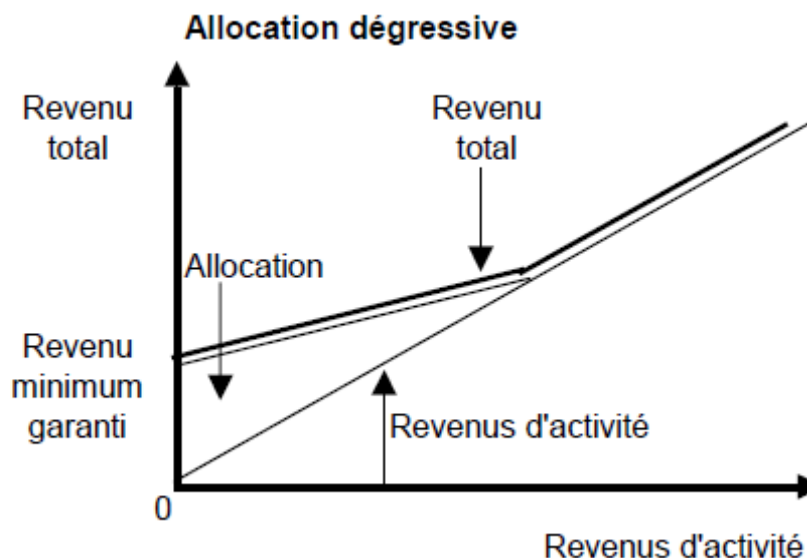 Allocation dégressive
Revenu
total
Revenu
total
Allocation
Revenu
minimum
garanti
Revenus d'activité
0
Revenus d'activité